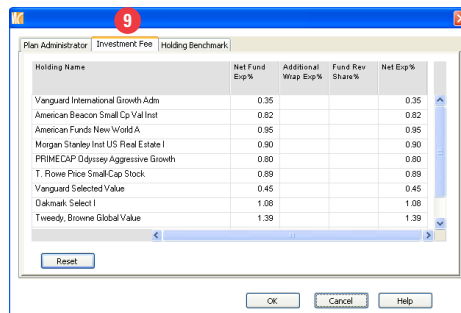 9
Plan Administrator Investment Fee Holding Benchmark
Holding Name Net Fund Exp% Additional Wrap Exp% Fund Rev Share% Net Exp%
Vanguard International Growth Adm 0.35 0.35
American Beacon Small Cp Val Inst 0.82 0.82
American Funds New World A 0.95 0.95
Morgan Stanley Inst US Real Estate I 0.90 0.90
PRIMECAP Odyssey Aggressive Growth 0.80 0.80
T. Rowe Price Small-Cap Stock 0.89 0.89
Vanguard Selected Value 0.45 0.45
Oakmark Select I 1.08 1.08
Tweedy, Browne Global Value 1.39 1.39
Reset
OK Cancel Help